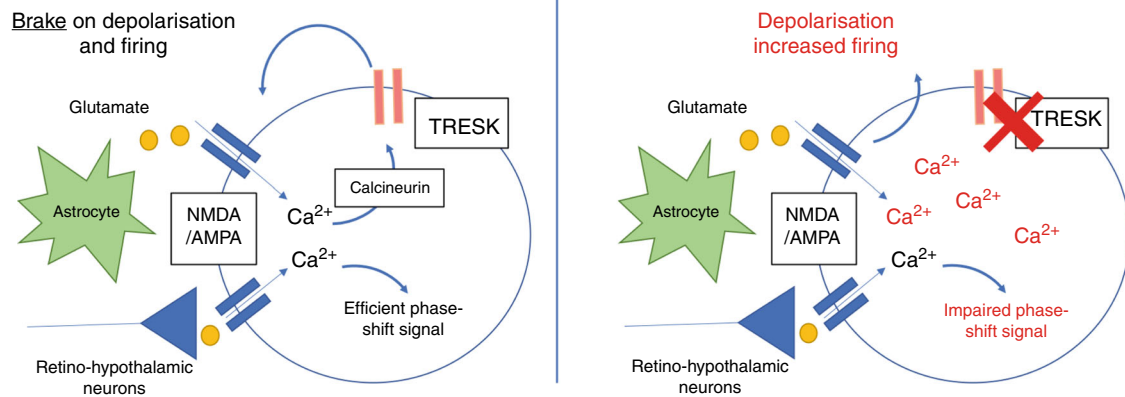 Brake on depolarisation
and firing
Glutamate
TRESK
Astrocyte
Calcineurin
NMDA
/AMPA
Ca²⁺
Ca²⁺
Efficient phase-
shift signal
Retino-hypothalamic
neurons
Depolarisation
increased firing
Glutamate
TRESK
Ca²⁺
Astrocyte
Ca²⁺
NMDA
/AMPA
Ca²⁺
Ca²⁺
Ca²⁺
Impaired phase-
shift signal
Retino-hypothalamic
neurons